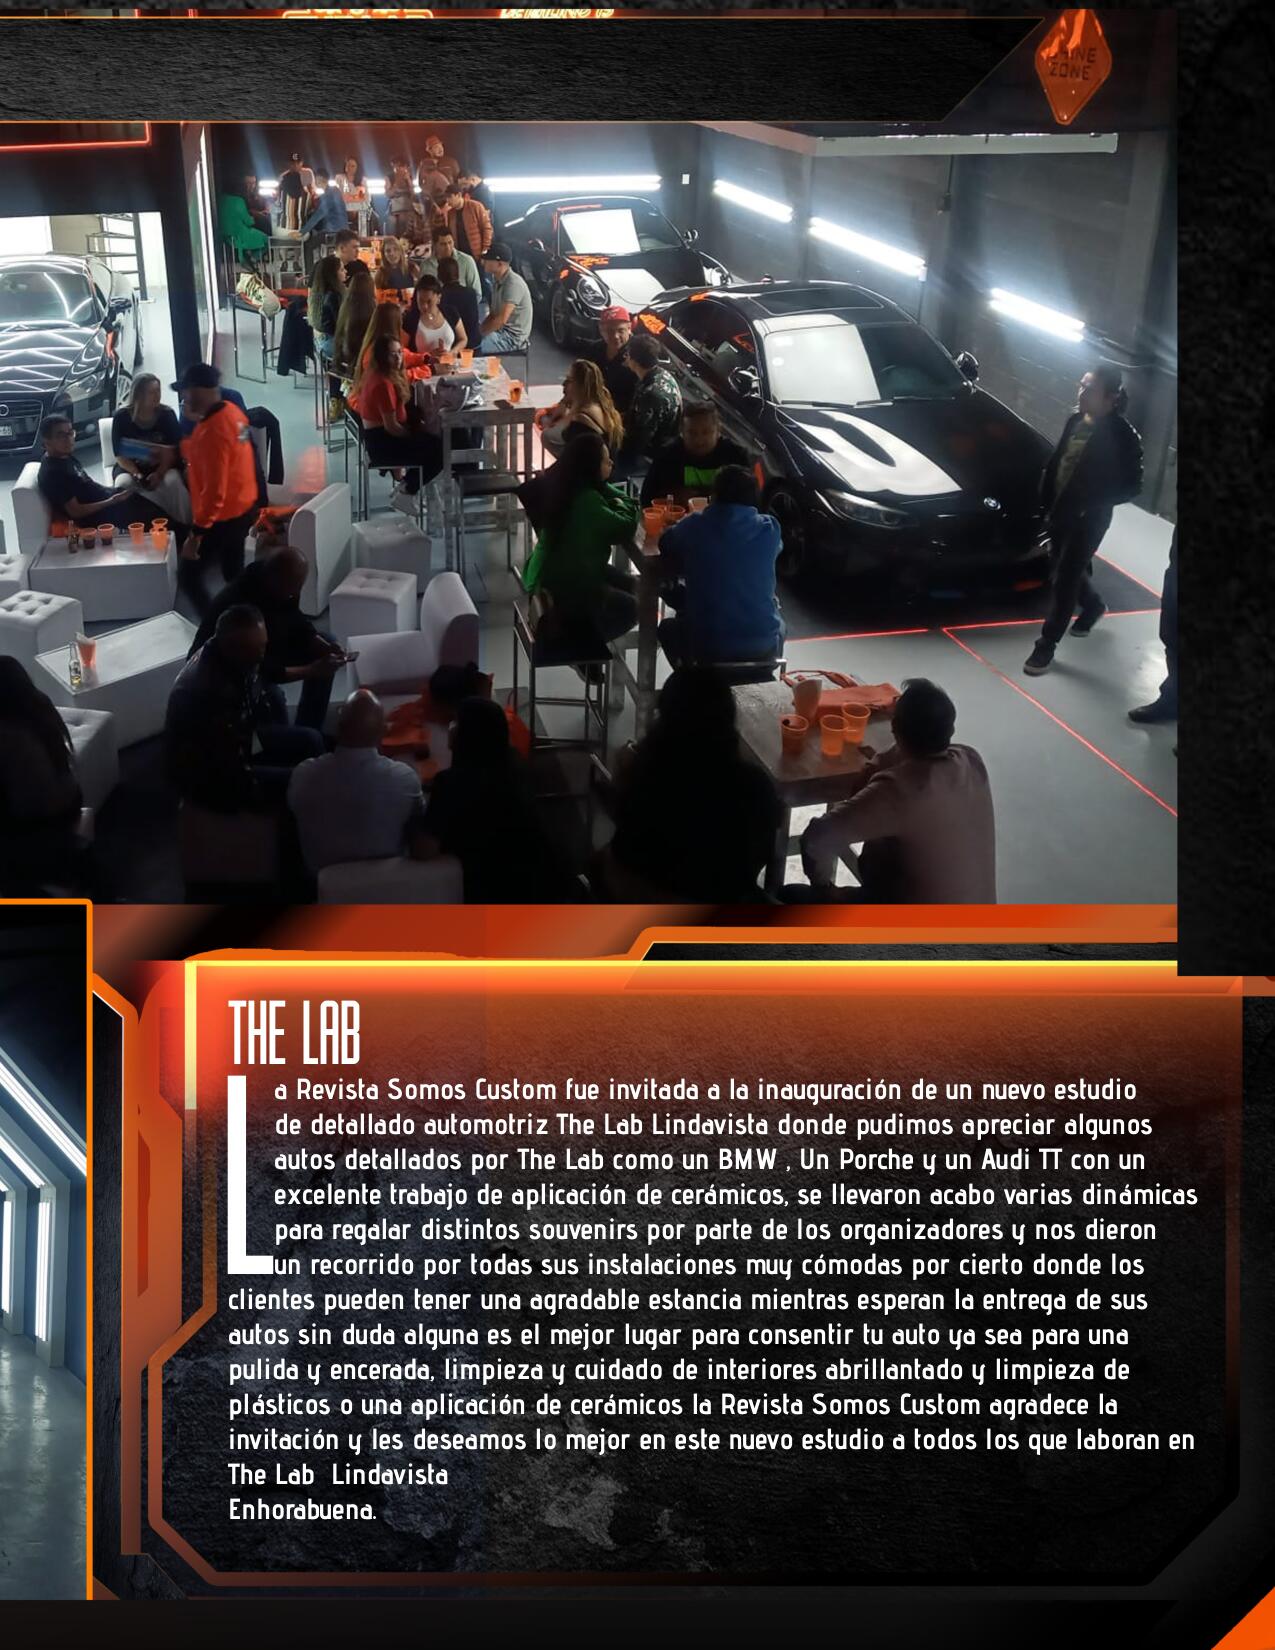 SHINE
ZONE
THE LAB
La Revista Somos Custom fue invitada a la inauguración de un nuevo estudio
de detallado automotriz The Lab Lindavista donde pudimos apreciar algunos
autos detallados por The Lab como un BMW , Un Porche y un Audi TT con un
excelente trabajo de aplicación de cerámicos, se llevaron acabo varias dinámicas
para regalar distintos souvenirs por parte de los organizadores y nos dieron
un recorrido por todas sus instalaciones muy cómodas por cierto donde los
clientes pueden tener una agradable estancia mientras esperan la entrega de sus
autos sin duda alguna es el mejor lugar para consentir tu auto ya sea para una
pulida y encerada, limpieza y cuidado de interiores abrillantado y limpieza de
plásticos o una aplicación de cerámicos la Revista Somos Custom agradece la
invitación y les deseamos lo mejor en este nuevo estudio a todos los que laboran en
The Lab Lindavista
Enhorabuena.